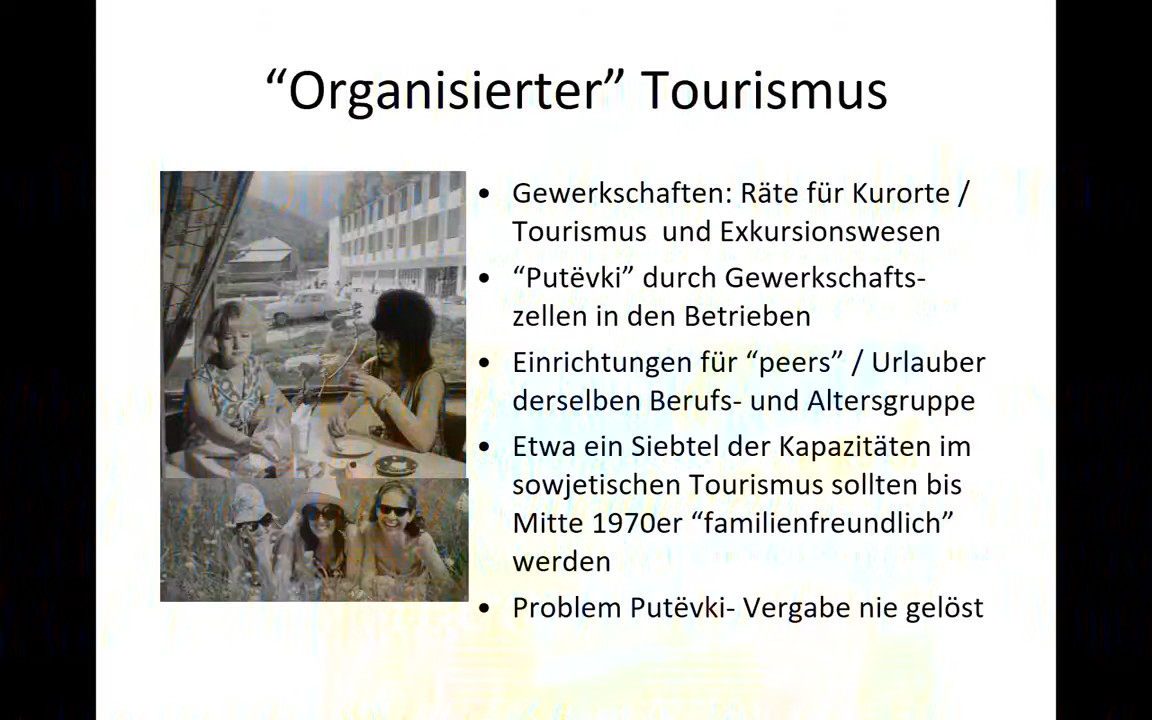 “Organisierter” Tourismus
• Gewerkschaften: Räte für Kurorte /
Tourismus und Exkursionswesen
• “Putëvki” durch Gewerkschafts-
zellen in den Betrieben
• Einrichtungen für “peers” / Urlauber
derselben Berufs- und Altersgruppe
• Etwa ein Siebtel der Kapazitäten im
sowjetischen Tourismus sollten bis
Mitte 1970er “familienfreundlich”
werden
• Problem Putëvki- Vergabe nie gelöst